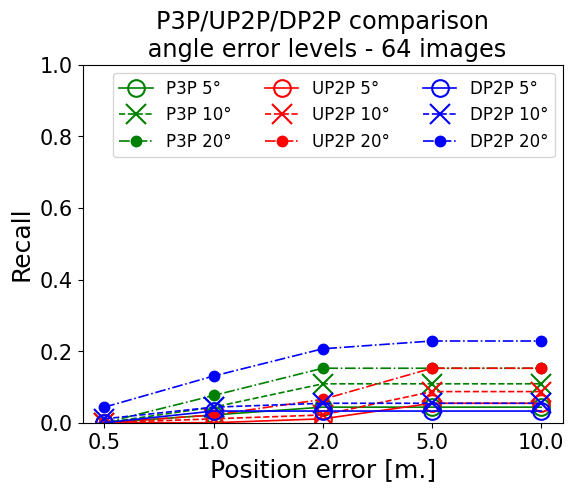 P3P/UP2P/DP2P comparison
angle error levels - 64 images
1.0
0.8
0.6
0.4
0.2
0.0
Recall
P3P 5°
P3P 10°
P3P 20°
UP2P 5°
UP2P 10°
UP2P 20°
DP2P 5°
DP2P 10°
DP2P 20°
0.5 1.0 2.0 5.0 10.0
Position error [m.]